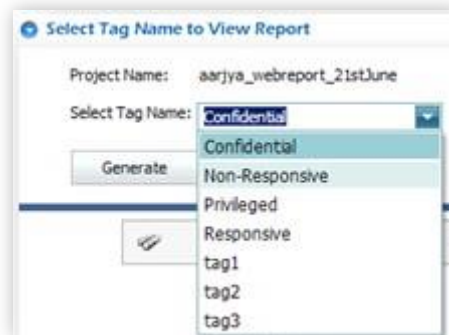 Select Tag Name to View Report
Project Name: aarjya_webreport_21stJune
Select Tag Name: Confidential
Confidential
Generate
Non-Responsive
Privileged
Responsive
tag1
tag2
tag3